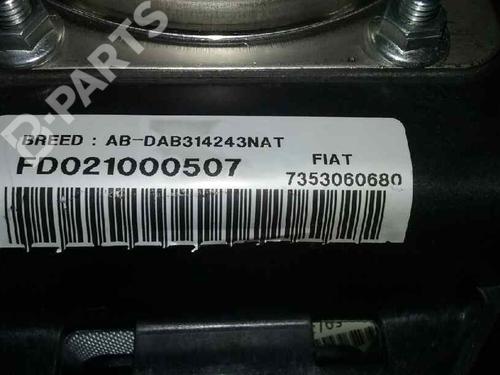 B-PARTS
BREED : AB-DAB314243NAT
FD021000507
FIAT
7353060680